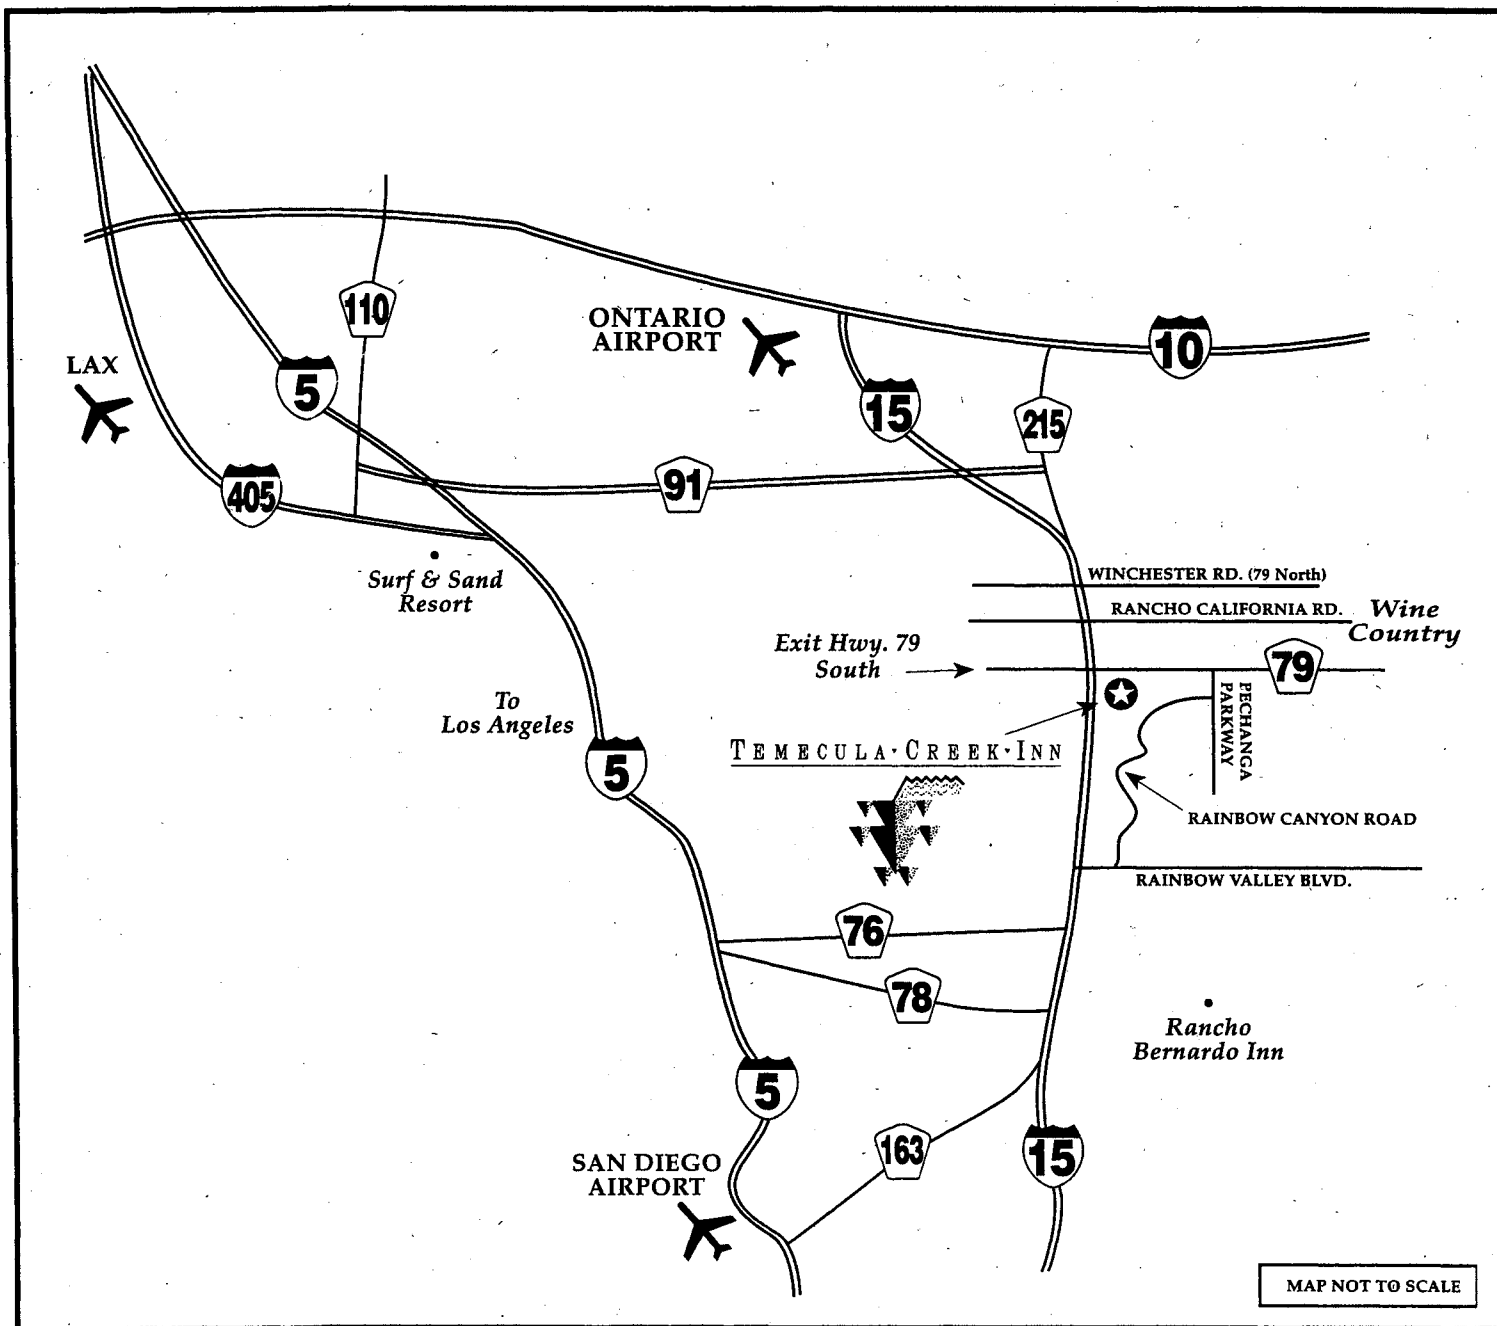 110
ONTARIO
AIRPORT
10
LAX
5
15
215
405
91
Surf & Sand
Resort
WINCHESTER RD. (79 North)
RANCHO CALIFORNIA RD.
Wine
Country
Exit Hwy. 79
South
79
PECHANGA
PARKWAY
To
Los Angeles
TEMECULA·CREEK·INN
5
RAINBOW CANYON ROAD
RAINBOW VALLEY BLVD.
76
78
Rancho
Bernardo Inn
5
163
15
SAN DIEGO
AIRPORT
MAP NOT TO SCALE